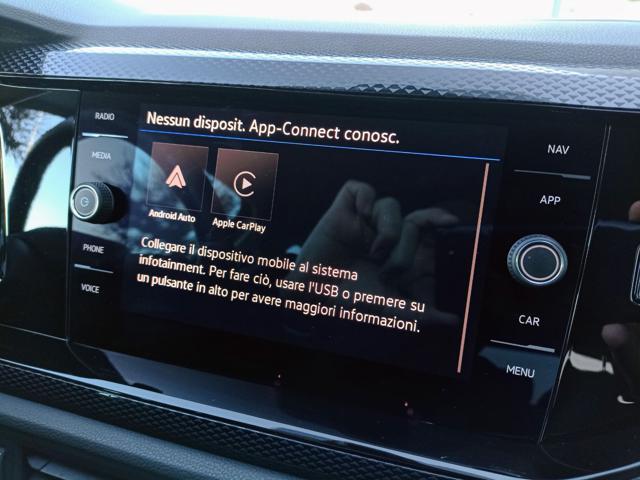 RADIO
MEDIA
PHONE
VOICE
Nessun disposit. App-Connect conosc.
Android Auto
Apple CarPlay
Collegare il dispositivo mobile al sistema
infotainment. Per fare ciò, usare l'USB o premere su
un pulsante in alto per avere maggiori informazioni.
NAV
APP
CAR
MENU